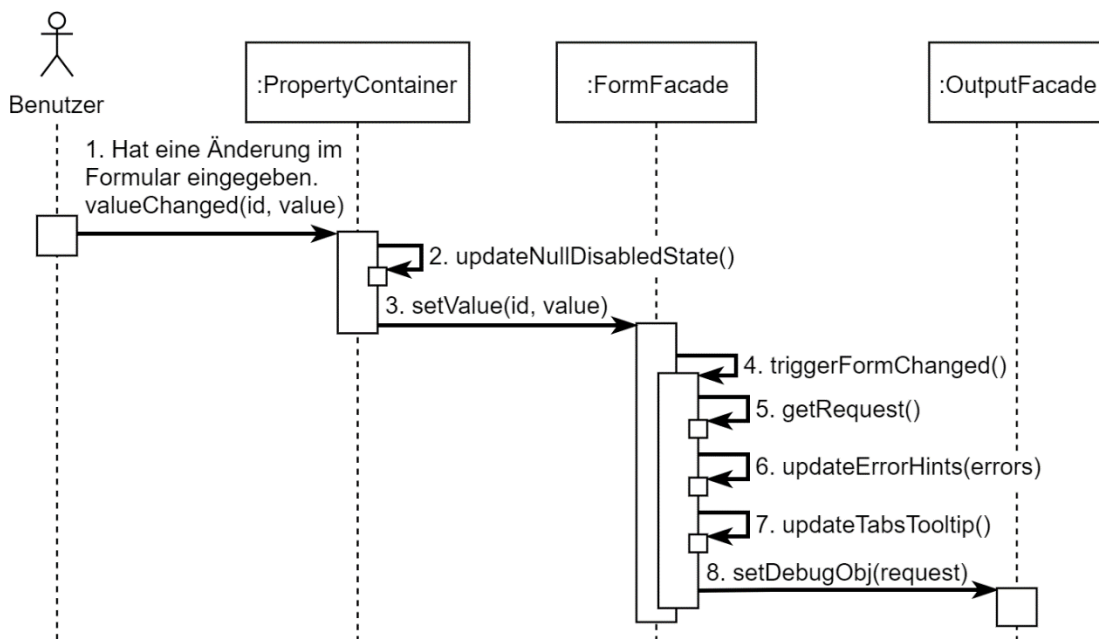 Benutzer
:PropertyContainer
:FormFacade
:OutputFacade
1. Hat eine Änderung im
Formular eingegeben.
valueChanged(id, value)
2. updateNullDisabledState()
3. setValue(id, value)
4. triggerFormChanged()
5. getRequest()
6. updateErrorHints(errors)
7. updateTabsTooltip()
8. setDebugObj(request)